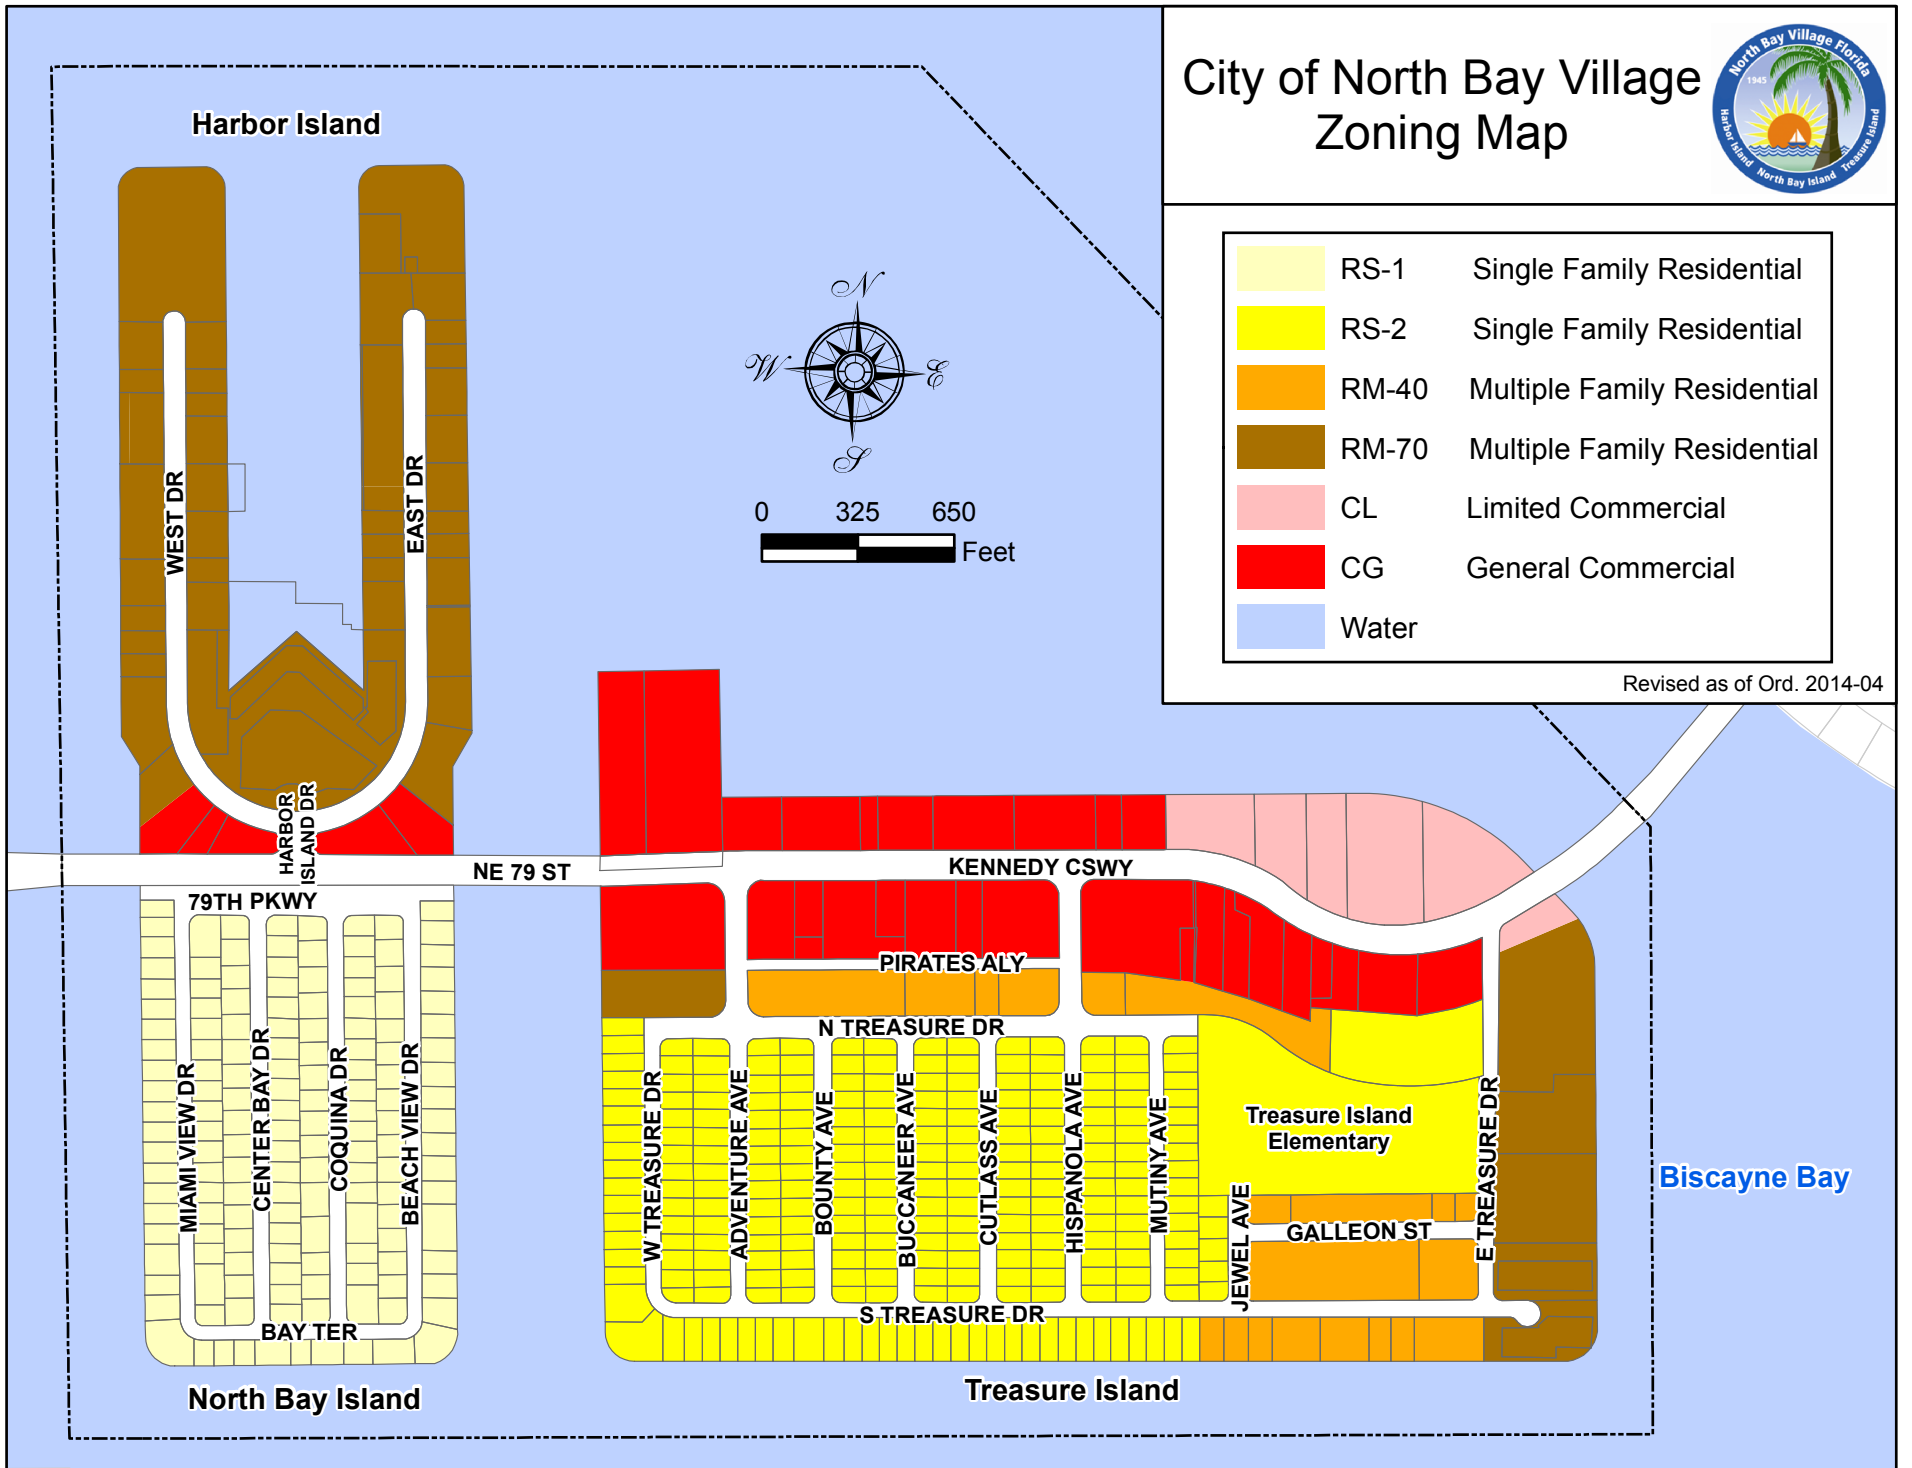 City of North Bay Village
Zoning Map
North Bay Village Florida
1945
Harbor Island
North Bay Island
Treasure Island
RS-1 Single Family Residential
RS-2 Single Family Residential
RM-40 Multiple Family Residential
RM-70 Multiple Family Residential
CL Limited Commercial
CG General Commercial
Water
Revised as of Ord. 2014-04
Harbor Island
N
W
E
S
0 325 650
Feet
WEST DR
EAST DR
HARBOR
ISLAND DR
NE 79 ST
KENNEDY CSWY
79TH PKWY
PIRATES ALY
N TREASURE DR
MIAMI VIEW DR
CENTER BAY DR
COQUINA DR
BEACH VIEW DR
W TREASURE DR
ADVENTURE AVE
BOUNTY AVE
BUCCANEER AVE
CUTLASS AVE
HISPANOLA AVE
MUTINY AVE
Treasure Island
Elementary
JEWEL AVE
GALLEON ST
E TREASURE DR
Biscayne Bay
S TREASURE DR
BAY TER
North Bay Island
Treasure Island